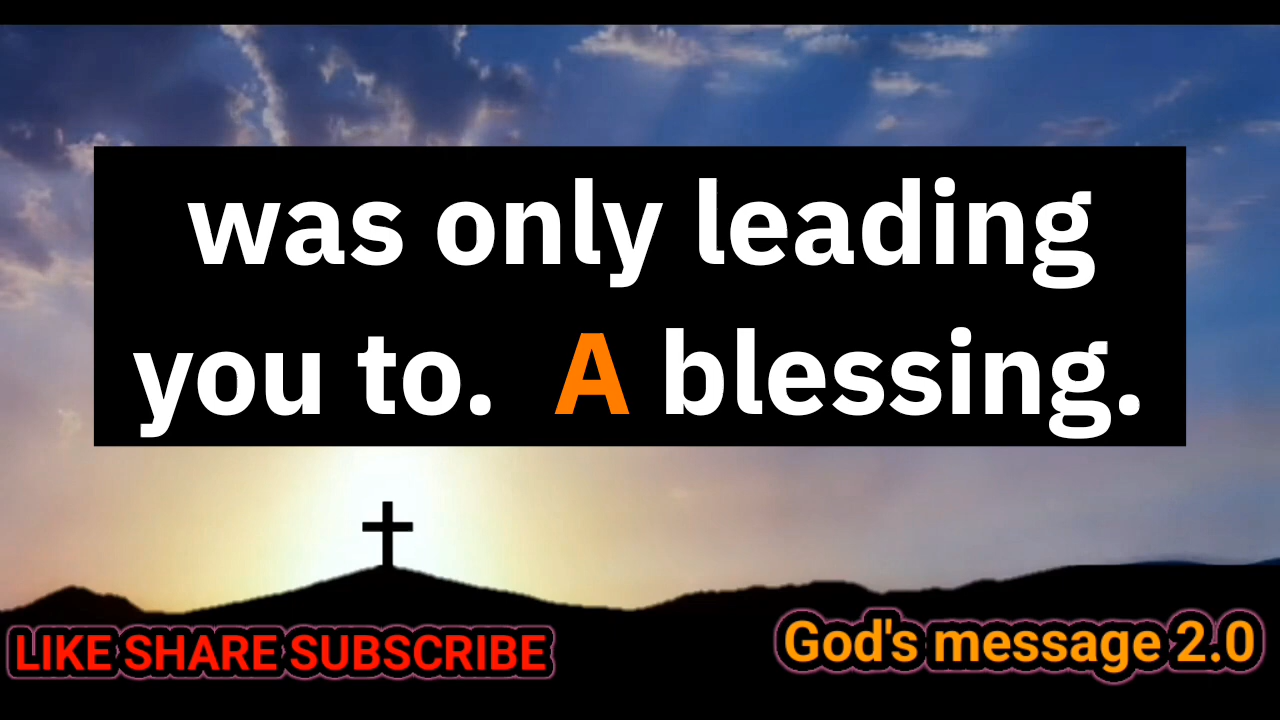 was only leading
you to. A blessing.
LIKE SHARE SUBSCRIBE
God's message 2.0